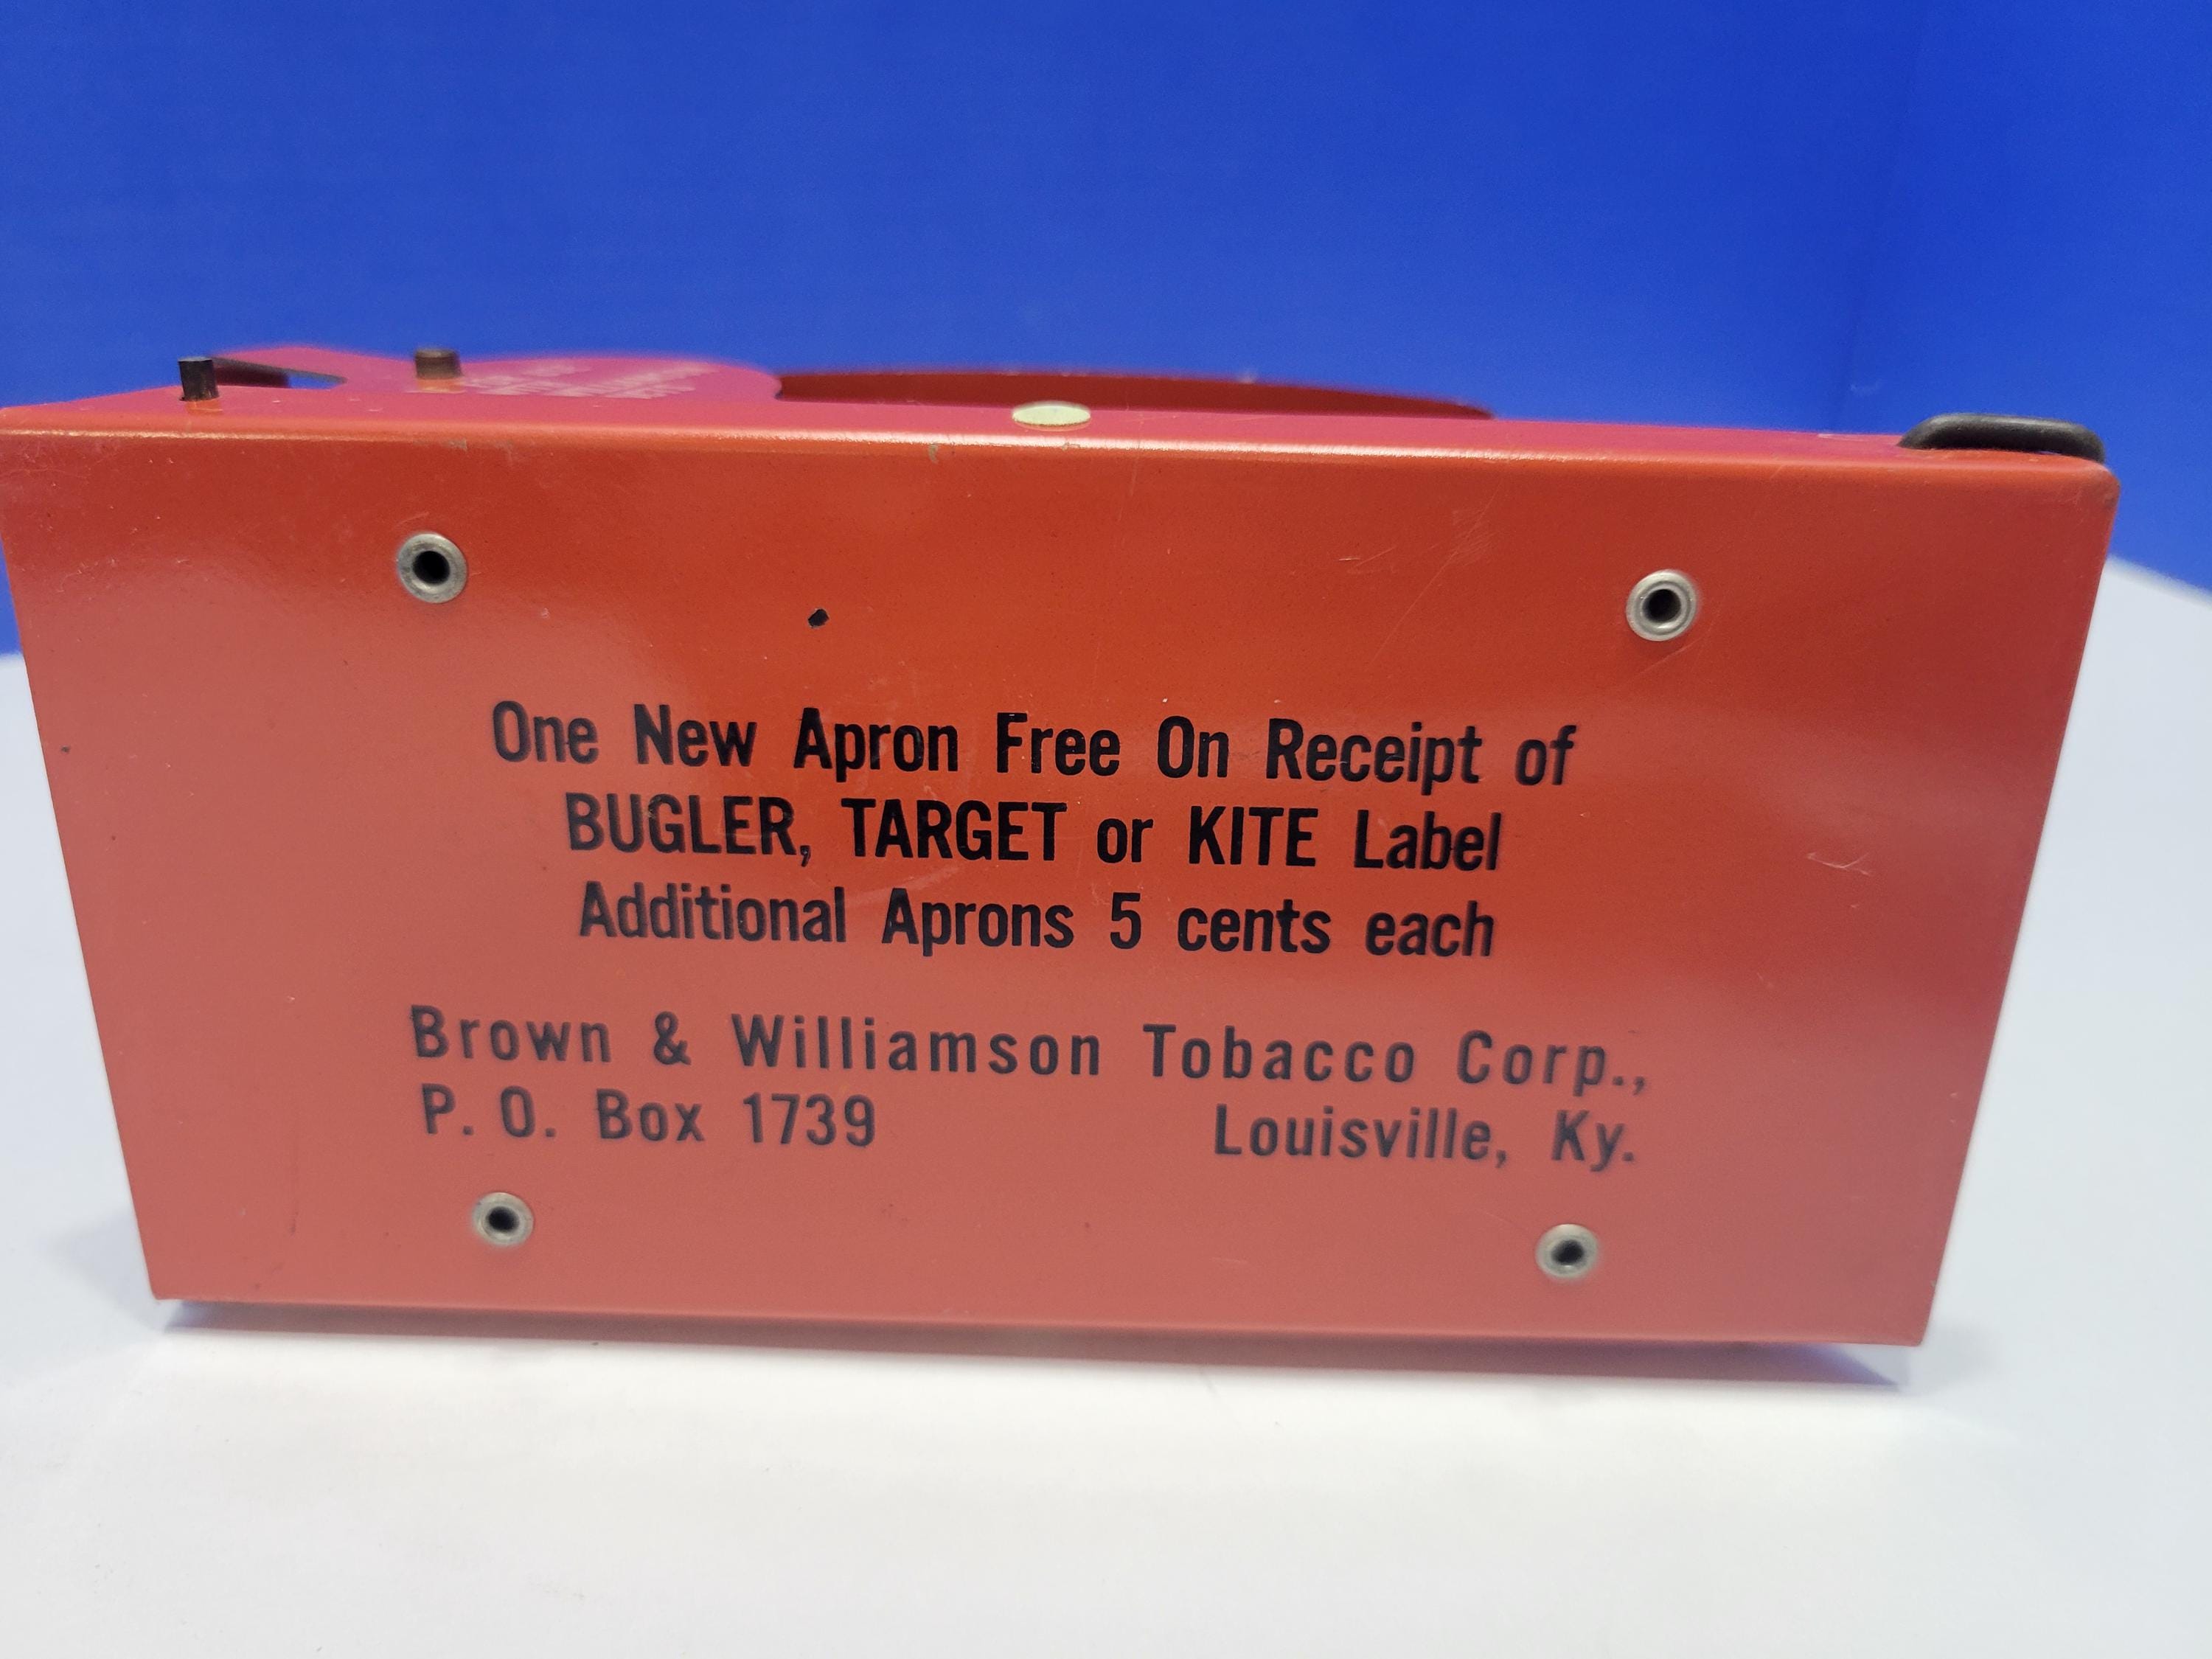 One New Apron Free On Receipt of
BUGLER, TARGET or KITE Label
Additional Aprons 5 cents each
Brown & Williamson Tobacco Corp.,
P. O. Box 1739 Louisville, Ky.